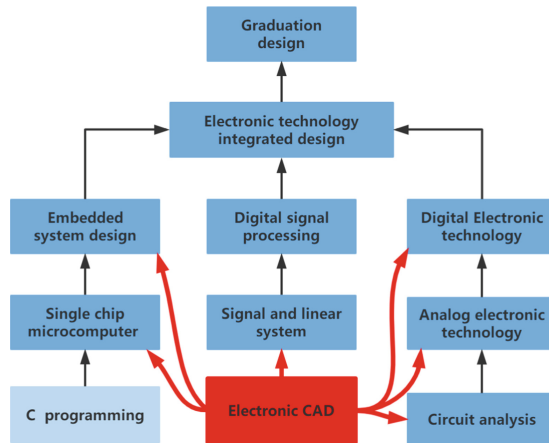 Graduation
design
Electronic technology
integrated design
Embedded
system design
Digital signal
processing
Digital Electronic
technology
Single chip
microcomputer
Signal and linear
system
Analog electronic
technology
C programming
Electronic CAD
Circuit analysis